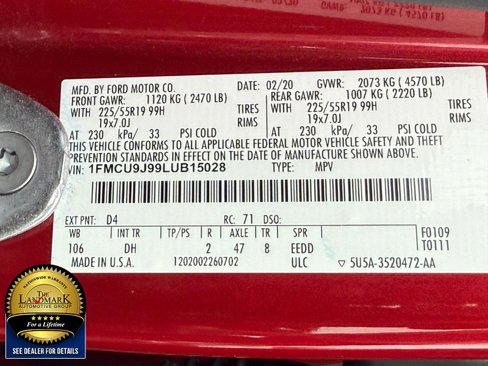 MFD. BY FORD MOTOR CO. 02/20 GVWR: 2073 KG ( 4570 LB)
FRONT GAWR: 1120 KG ( 2470 LB) REAR GAWR: 1007 KG ( 2220 LB)
WITH 225/55R19 99H TIRES WITH 225/55R19 99H TIRES
19x7.0J RIMS 19x7.0J RIMS
AT 230 kPa/ 33 PSI COLD AT 230 kPa/ 33 PSI COLD
THIS VEHICLE CONFORMS TO ALL APPLICABLE FEDERAL MOTOR VEHICLE SAFETY
AND THEFT PREVENTION STANDARDS IN EFFECT ON THE DATE OF MANUFACTURE SHOWN ABOVE.
VIN: 1FMCU9J99LUB15028 TYPE: MPV
EXT PNT: D4 RC: 71 DSO:
WB INT TR TP/PS R AXLE TR SPR F0109
106 DH 2 47 8 EEDD T0111
MADE IN U.S.A. 1202002260702 ULC ▽ 5U5A-3520472-AA
THE
LANDMARK
AUTOMOTIVE GROUP
For a Lifetime
SEE DEALER FOR DETAILS